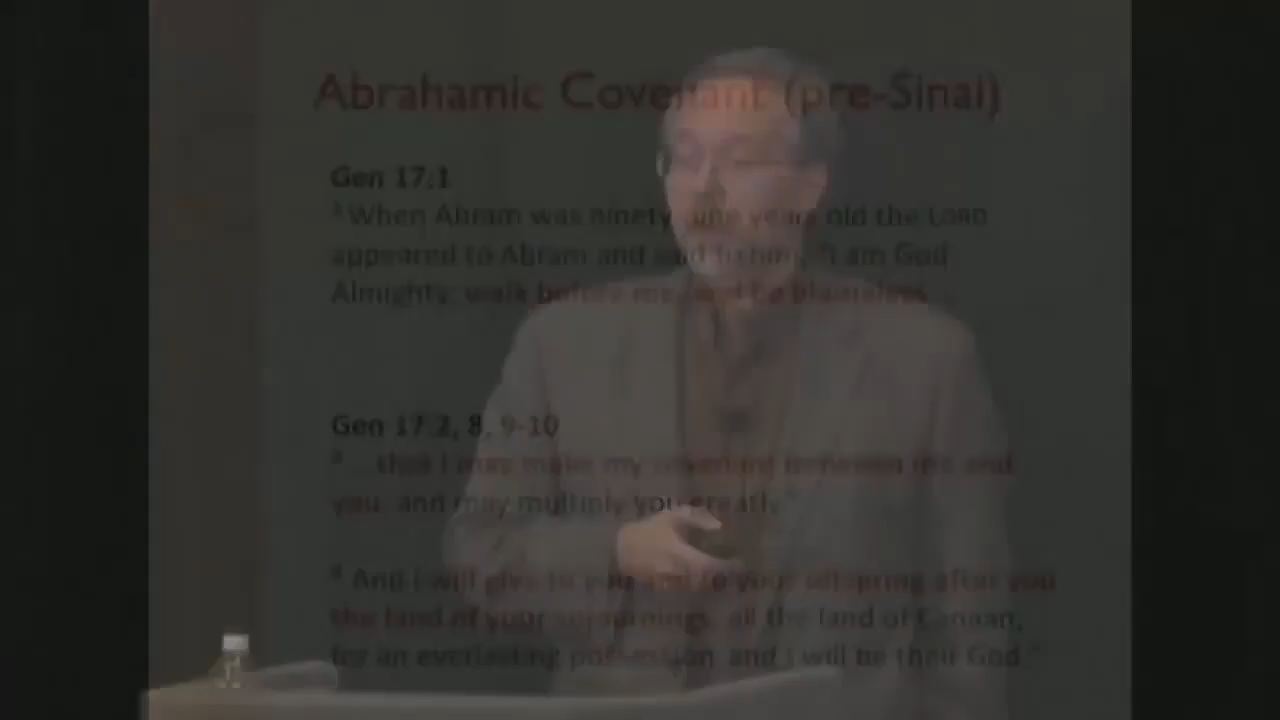 Abrahamic Covenant (pre-Sinai)
Gen 17:1
1 When Abram was ninety-nine years old the LORD
appeared to Abram and said to him, "I am God
Almighty; walk before me, and be blameless
Gen 17:2, 8, 9-10
2 ...that I may make my covenant between me and
you, and may multiply you greatly."
8 And I will give to you and to your offspring after you
the land of your sojournings, all the land of Canaan,
for an everlasting possession, and I will be their God."